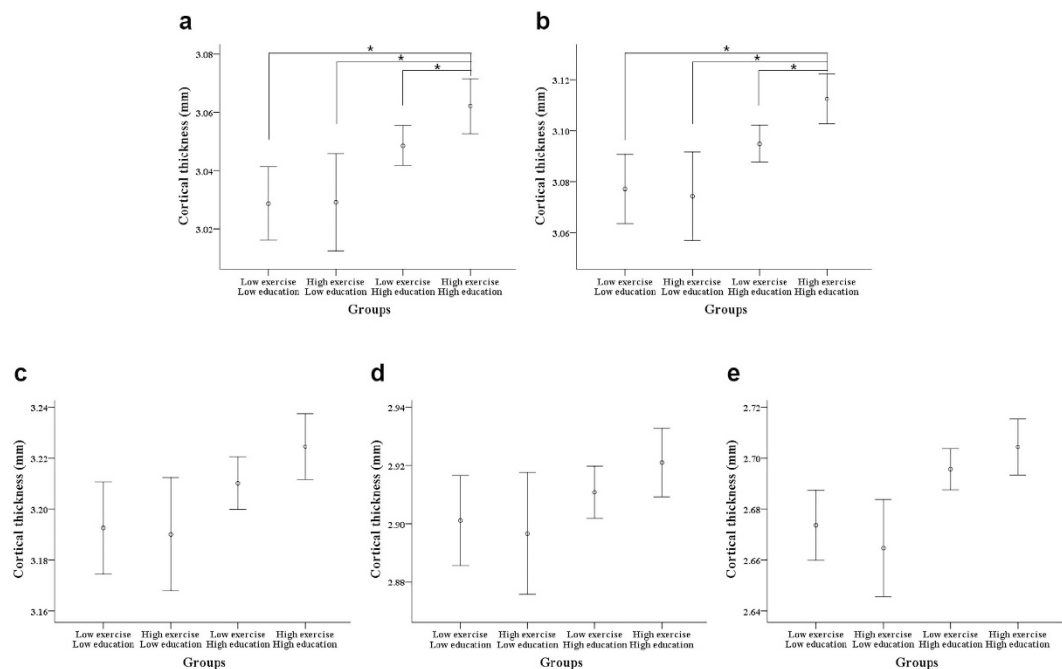 a
Cortical thickness (mm)
3.08
3.06
3.04
3.02
*
*
*
Low exercise High exercise Low exercise High exercise
Low education Low education High education High education
Groups
b
Cortical thickness (mm)
3.12
3.10
3.08
3.06
*
*
*
Low exercise High exercise Low exercise High exercise
Low education Low education High education High education
Groups
c
Cortical thickness (mm)
3.24
3.22
3.20
3.18
3.16
Low exercise High exercise Low exercise High exercise
Low education Low education High education High education
Groups
d
Cortical thickness (mm)
2.94
2.92
2.90
2.88
Low exercise High exercise Low exercise High exercise
Low education Low education High education High education
Groups
e
Cortical thickness (mm)
2.72
2.70
2.68
2.66
2.64
Low exercise High exercise Low exercise High exercise
Low education Low education High education High education
Groups